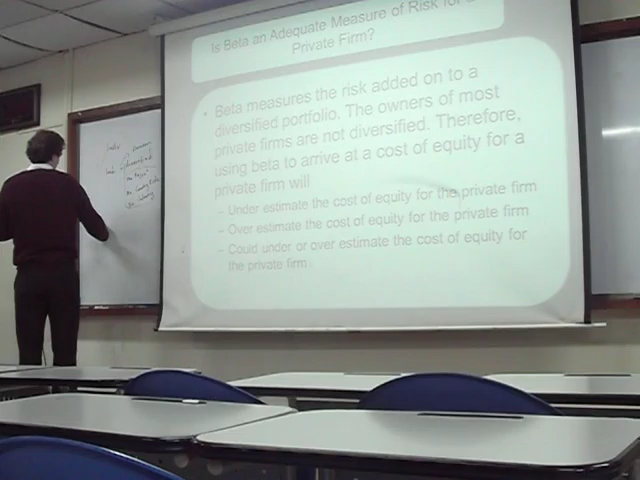 Is Beta an Adequate Measure of Risk for a
Private Firm?
• Beta measures the risk added on to a
diversified portfolio. The owners of most
private firms are not diversified. Therefore,
using beta to arrive at a cost of equity for a
private firm will
– Under estimate the cost of equity for the private firm
– Over estimate the cost of equity for the private firm
– Could under or over estimate the cost of equity for
the private firm